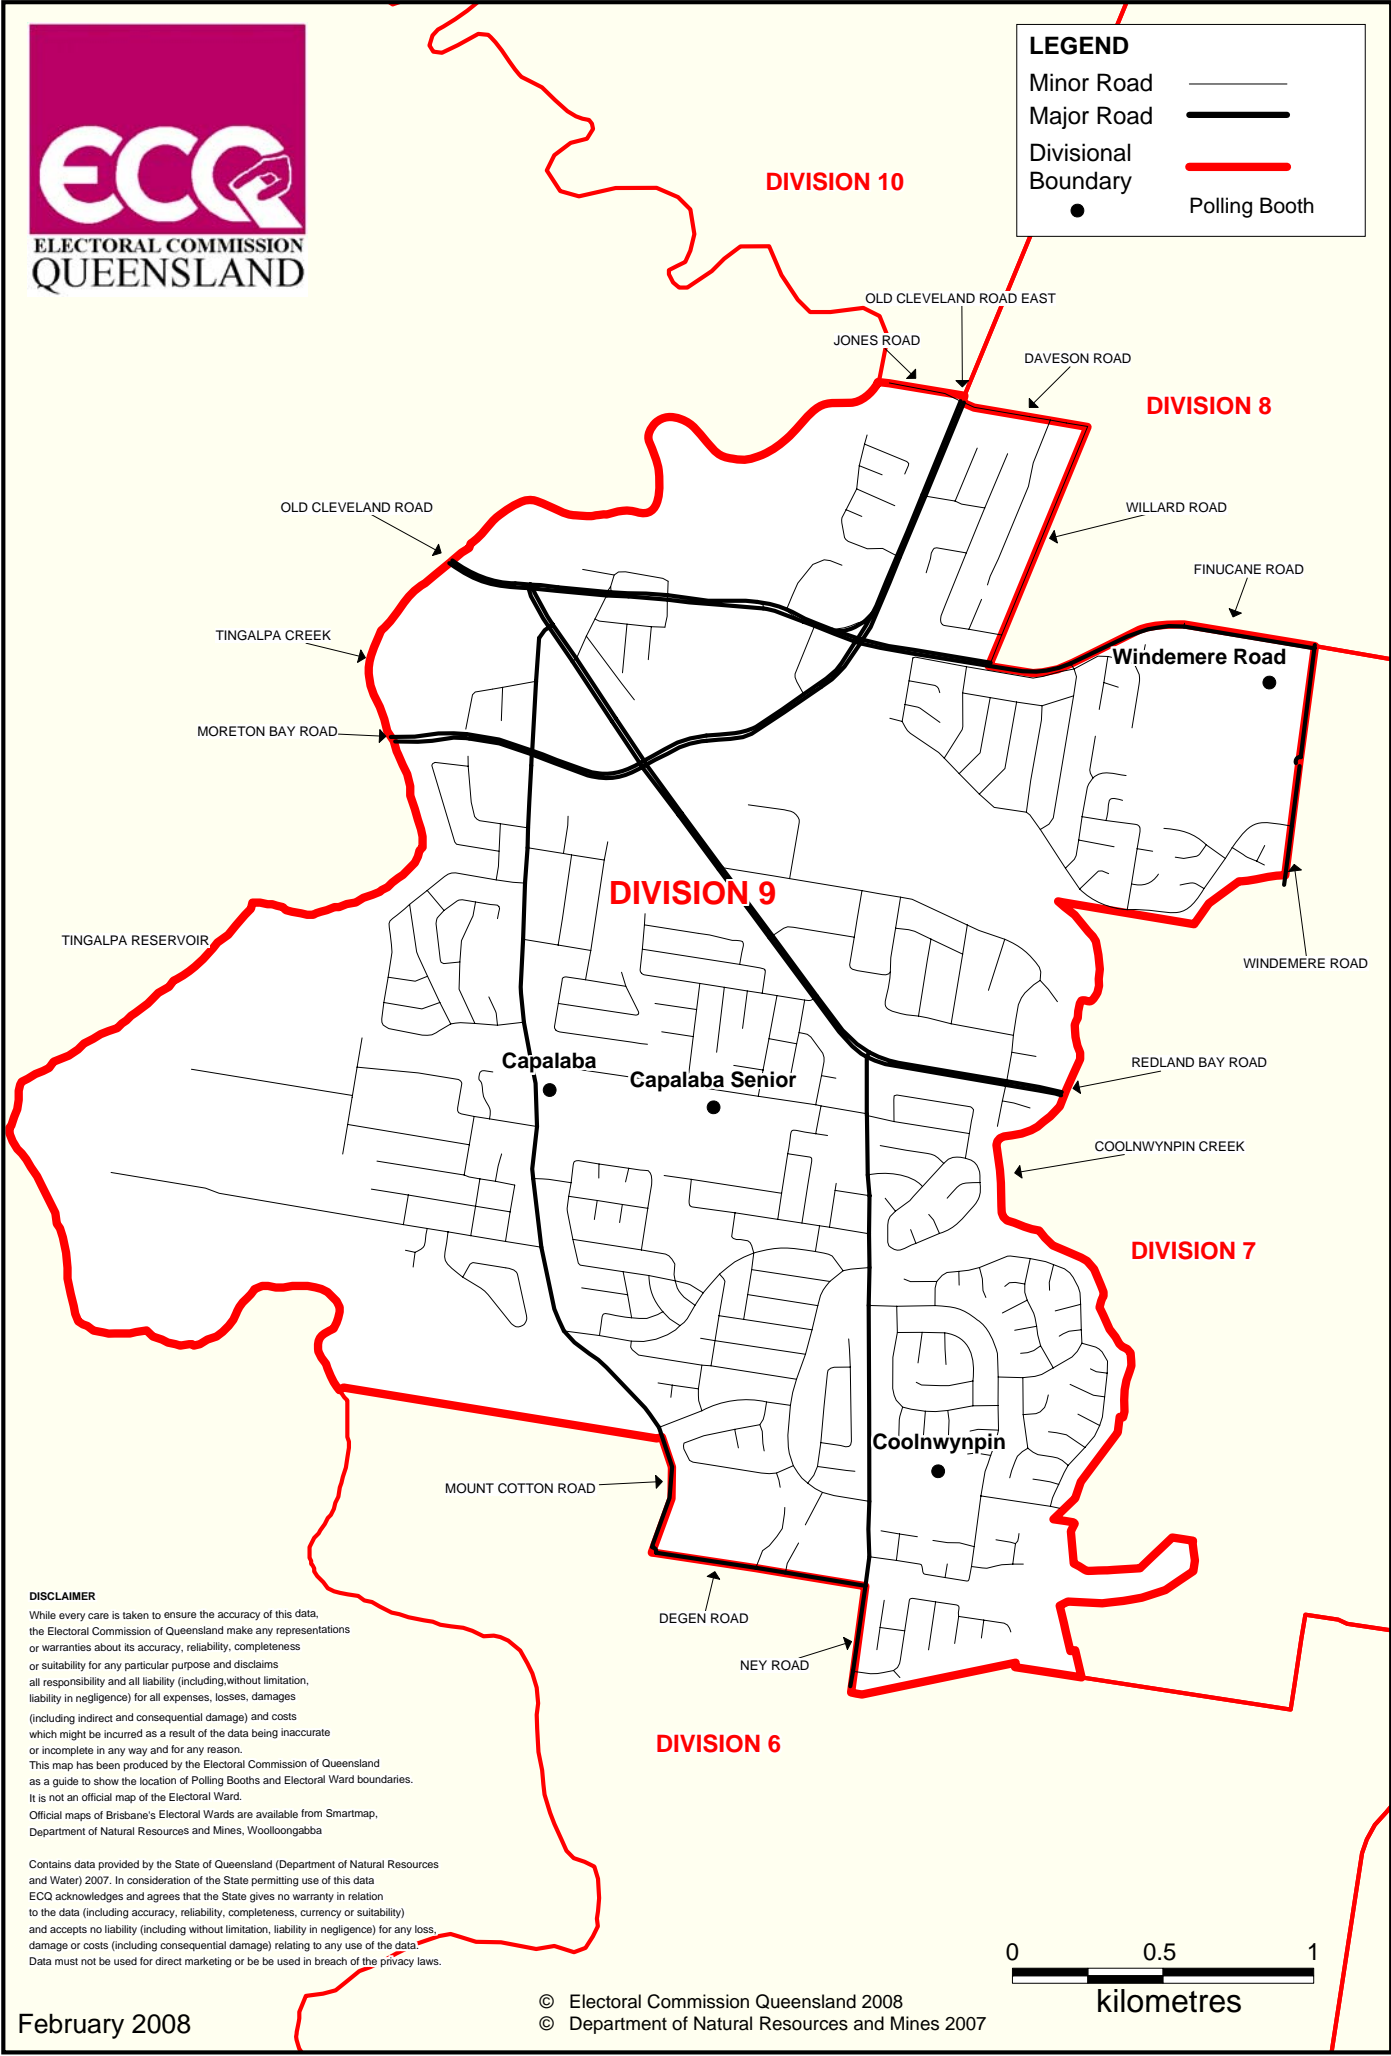 ECQ
ELECTORAL COMMISSION
QUEENSLAND
LEGEND
Minor Road
Major Road
Divisional
Boundary
Polling Booth
DIVISION 10
OLD CLEVELAND ROAD EAST
JONES ROAD
DAVESON ROAD
DIVISION 8
OLD CLEVELAND ROAD
WILLARD ROAD
FINUCANE ROAD
TINGALPA CREEK
Windemere Road
MORETON BAY ROAD
DIVISION 9
TINGALPA RESERVOIR
WINDEMERE ROAD
Capalaba
Capalaba Senior
REDLAND BAY ROAD
COOLNWYNPIN CREEK
DIVISION 7
Coolnwynpin
MOUNT COTTON ROAD
DEGEN ROAD
NEY ROAD
DIVISION 6
DISCLAIMER
While every care is taken to ensure the accuracy of this data,
the Electoral Commission of Queensland make any representations
or warranties about its accuracy, reliability, completeness
or suitability for any particular purpose and disclaims
all responsibility and all liability (including,without limitation,
liability in negligence) for all expenses, losses, damages
(including indirect and consequential damage) and costs
which might be incurred as a result of the data being inaccurate
or incomplete in any way and for any reason.
This map has been produced by the Electoral Commission of Queensland
as a guide to show the location of Polling Booths and Electoral Ward boundaries.
It is not an official map of the Electoral Ward.
Official maps of Brisbane's Electoral Wards are available from Smartmap,
Department of Natural Resources and Mines, Woolloongabba
Contains data provided by the State of Queensland (Department of Natural Resources
and Water) 2007. In consideration of the State permitting use of this data
ECQ acknowledges and agrees that the State gives no warranty in relation
to the data (including accuracy, reliability, completeness, currency or suitability)
and accepts no liability (including without limitation, liability in negligence) for any loss,
damage or costs (including consequential damage) relating to any use of the data.
Data must not be used for direct marketing or be be used in breach of the privacy laws.
0 0.5 1
kilometres
© Electoral Commission Queensland 2008
© Department of Natural Resources and Mines 2007
February 2008